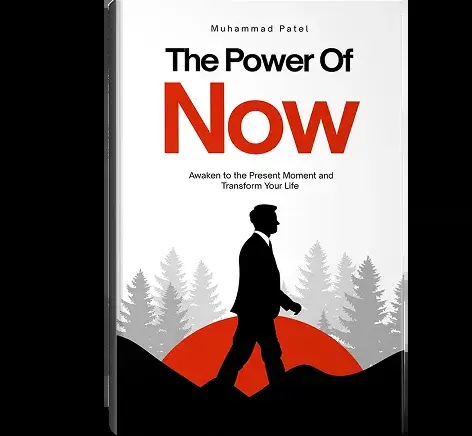 Muhammad Patel
The Power Of
Now
Awaken to the Present Moment and
Transform Your Life